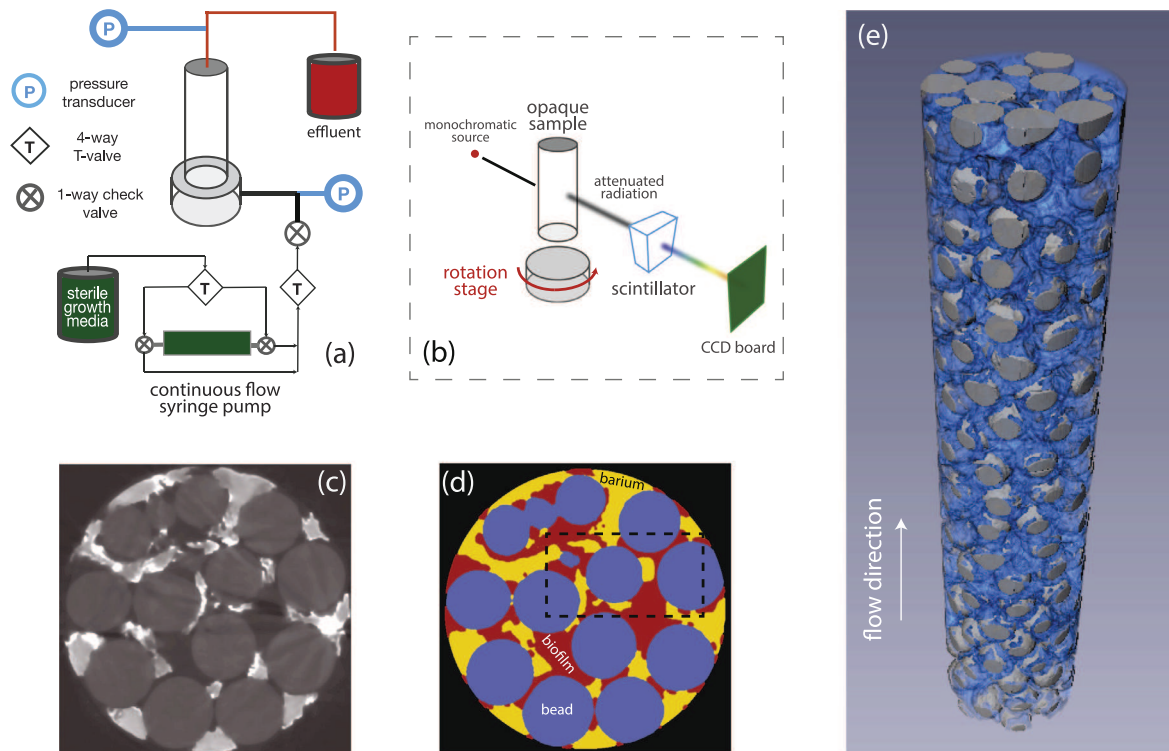 P
P
pressure
transducer
T
4-way
T-valve
1-way check
valve
effluent
P
sterile
growth
media
T
T
continuous flow
syringe pump
(a)
monochromatic
source
opaque
sample
attenuated
radiation
rotation
stage
scintillator
CCD board
(b)
(c)
(d)
barium
biofilm
bead
(e)
flow direction